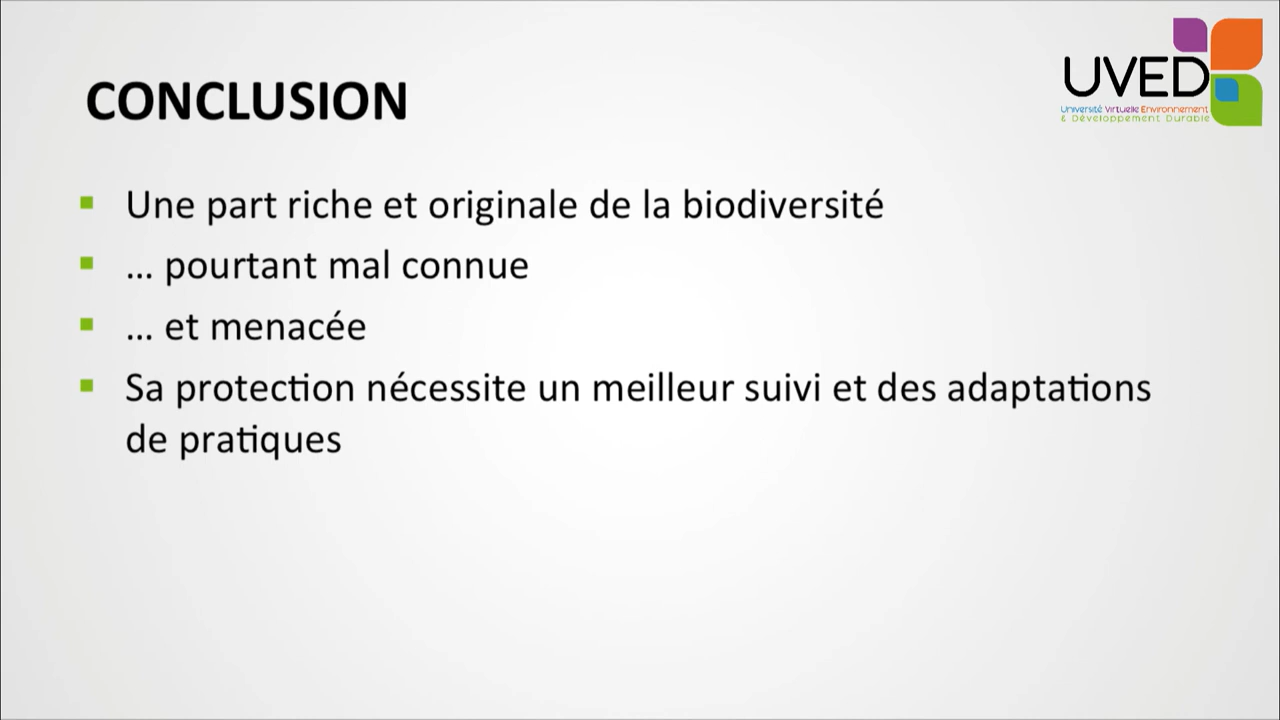 CONCLUSION
UVED
Université Virtuelle Environnement
& Développement Durable
Une part riche et originale de la biodiversité
... pourtant mal connue
... et menacée
Sa protection nécessite un meilleur suivi et des adaptations
de pratiques